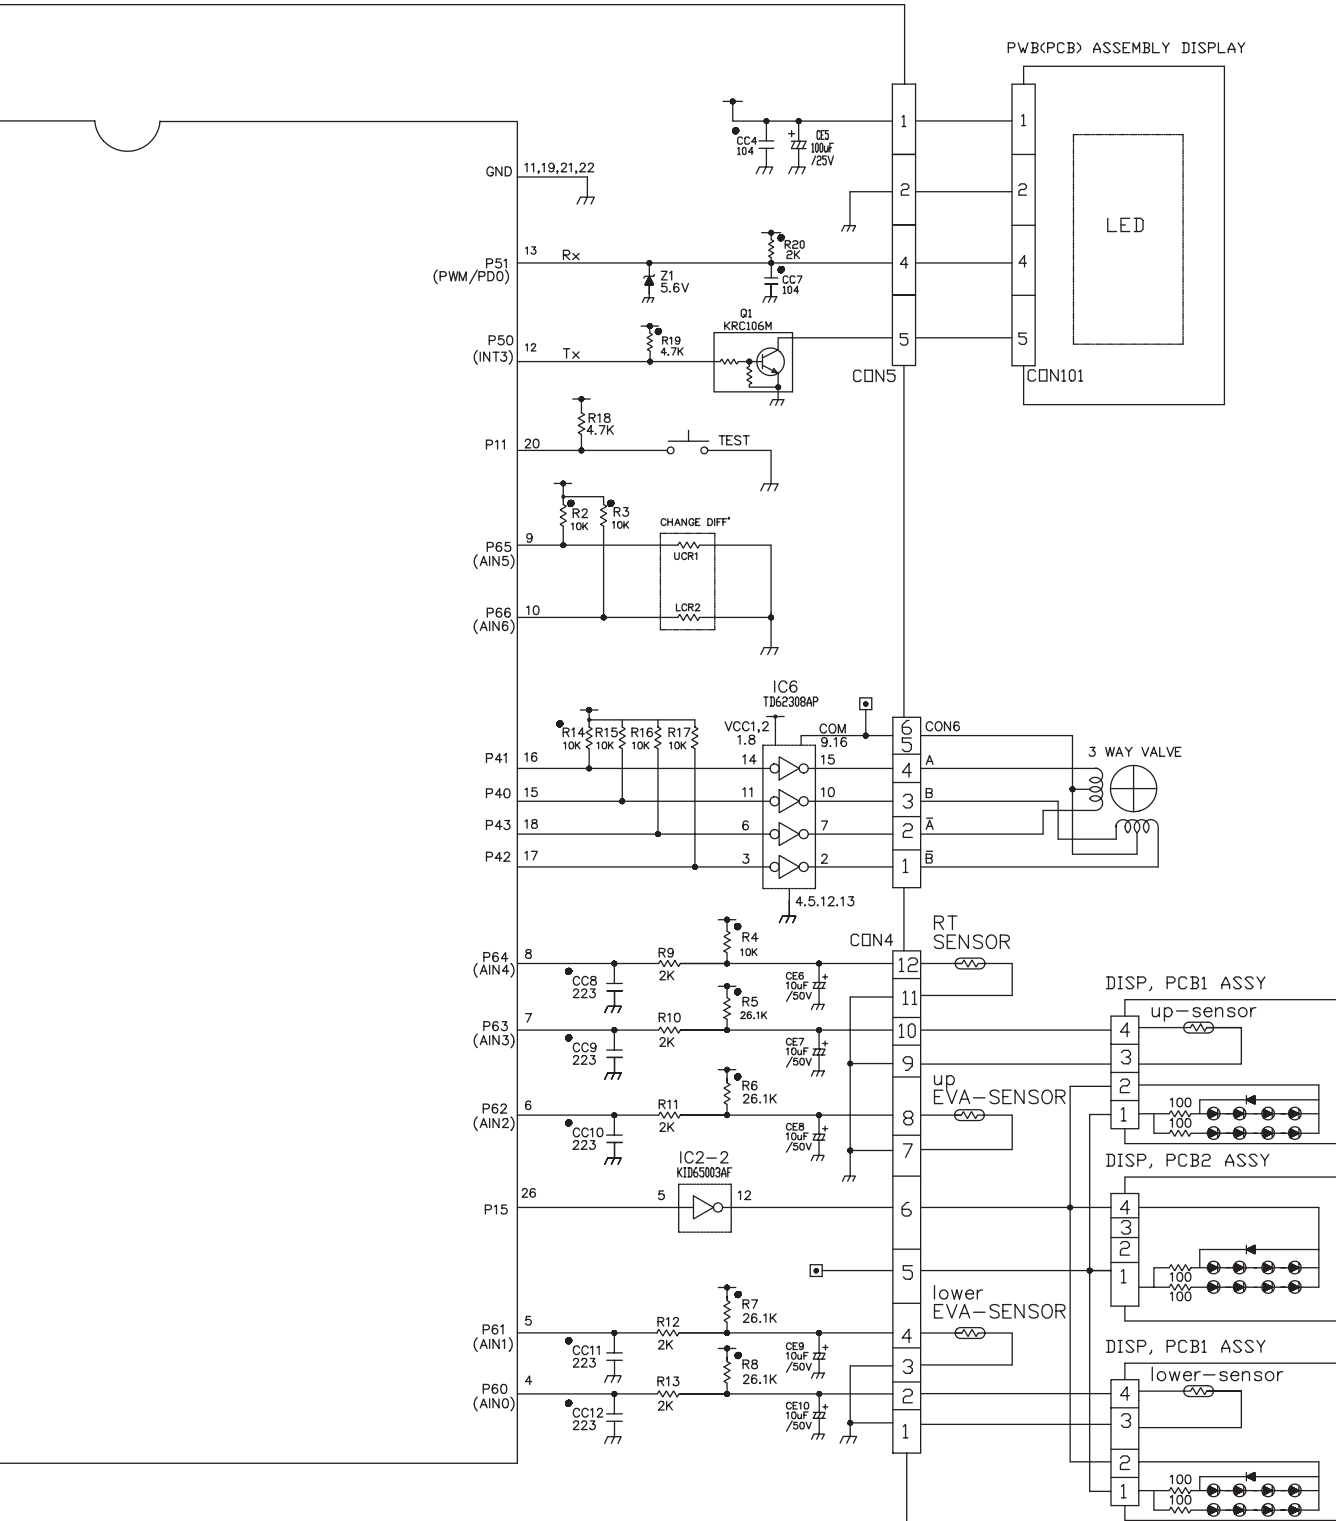 PWB(PCB) ASSEMBLY DISPLAY
CC4
104
+
CE5
100uF
/25V
1
1
2
2
LED
GND
11,19,21,22
P51
(PWM/PD0)
13
Rx
Z1
5.6V
R20
2K
CC7
104
4
4
P50
(INT3)
12
Tx
R19
4.7K
Q1
KRC106M
5
5
CON5
CON101
P11
20
R18
4.7K
TEST
P65
(AIN5)
9
R2
10K
R3
10K
CHANGE DIFF'
UCR1
P66
(AIN6)
10
LCR2
IC6
TD62308AP
VCC1,2
1.8
COM
9.16
6
5
CON6
3 WAY VALVE
R14
10K
R15
10K
R16
10K
R17
10K
P41
16
14
15
4
A
P40
15
11
10
3
B
P43
18
6
7
2
A̅
P42
17
3
2
1
B̅
4.5.12.13
CON4
RT
SENSOR
P64
(AIN4)
8
CC8
223
R9
2K
R4
10K
CE6
10uF
/50V
+
12
11
P63
(AIN3)
7
CC9
223
R10
2K
R5
26.1K
CE7
10uF
/50V
+
10
9
P62
(AIN2)
6
CC10
223
R11
2K
R6
26.1K
CE8
10uF
/50V
+
up
EVA-SENSOR
8
7
DISP, PCB1 ASSY
up-sensor
4
3
2
1
100
100
P15
26
IC2-2
KID65003AF
5
12
6
5
DISP, PCB2 ASSY
4
3
2
1
100
100
P61
(AIN1)
5
CC11
223
R12
2K
R7
26.1K
CE9
10uF
/50V
+
lower
EVA-SENSOR
4
3
P60
(AIN0)
4
CC12
223
R13
2K
R8
26.1K
CE10
10uF
/50V
+
2
1
DISP, PCB1 ASSY
lower-sensor
4
3
2
1
100
100